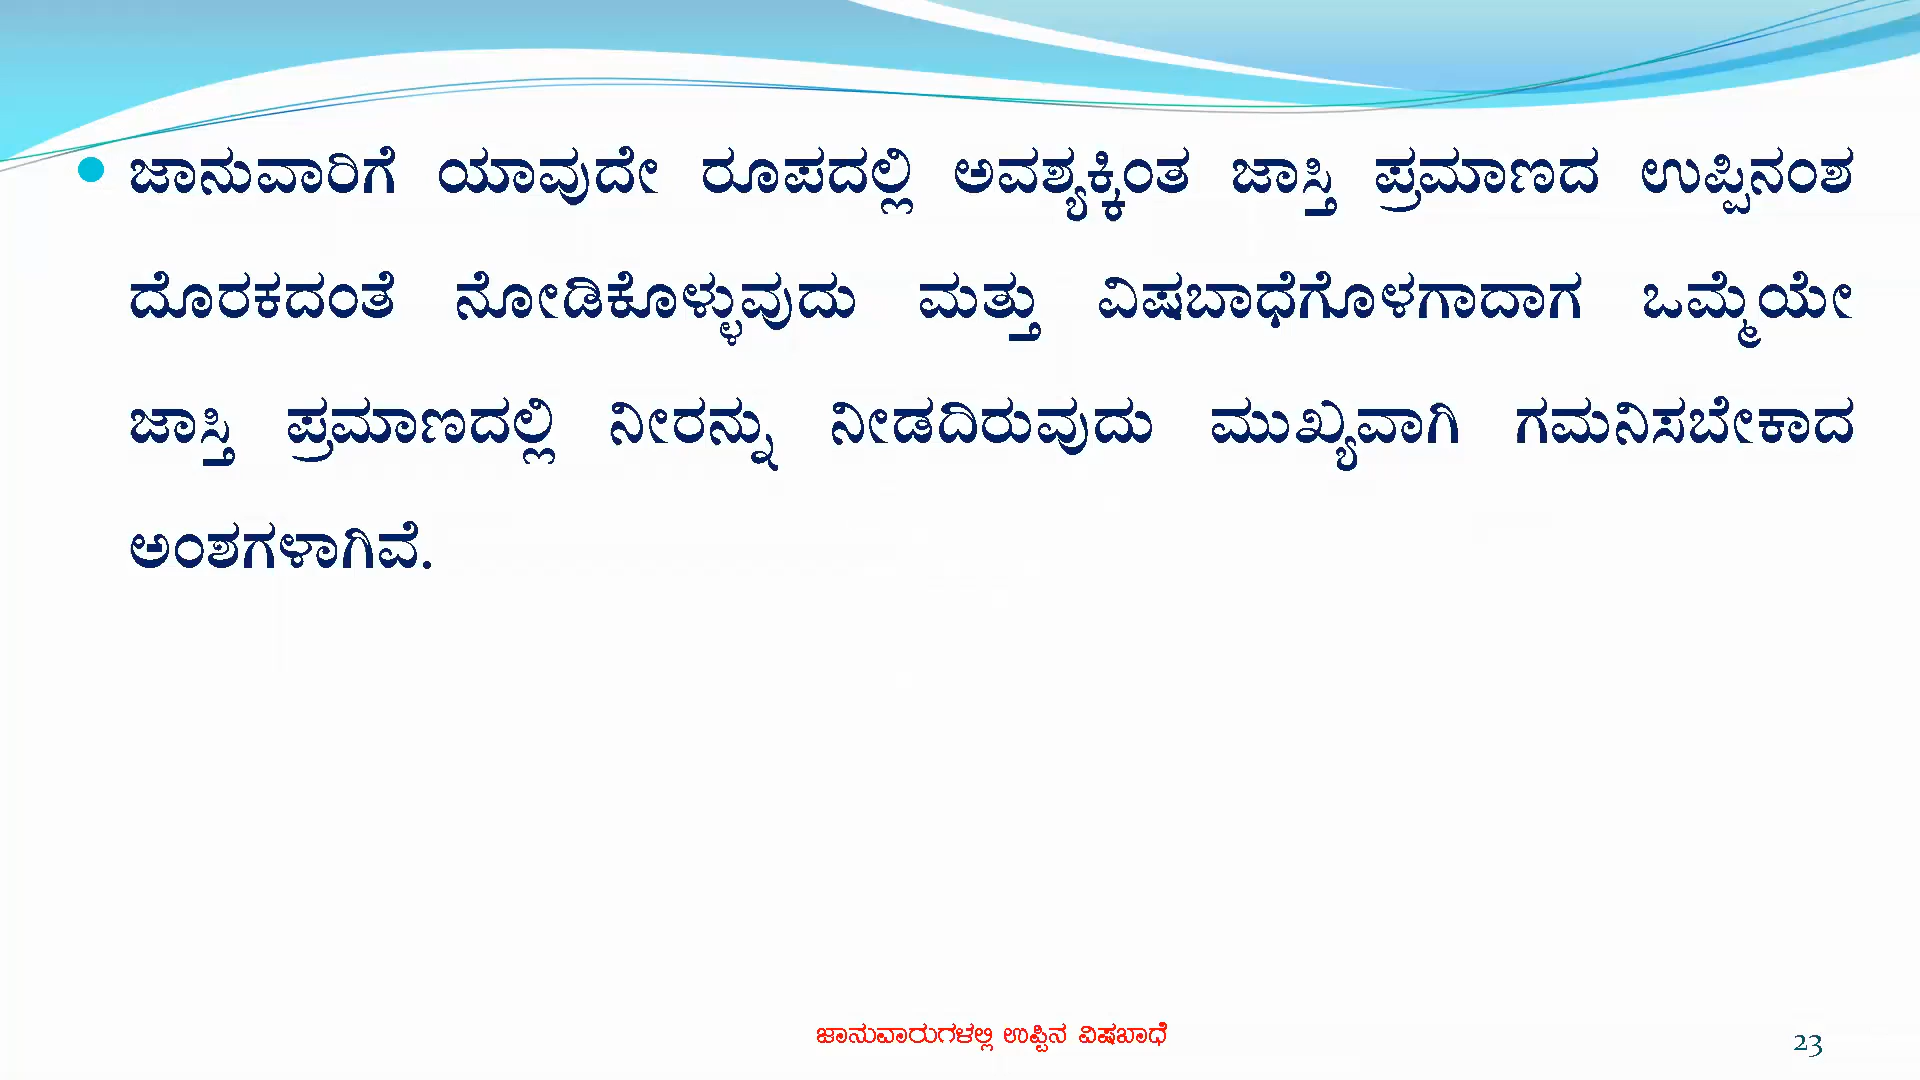 • ಜಾನುವಾರಿಗೆ ಯಾವುದೇ ರೂಪದಲ್ಲಿ ಅವಶ್ಯಕ್ಕಿಂತ ಜಾಸ್ತಿ ಪ್ರಮಾಣದ ಉಪ್ಪಿನಂಶ
ದೊರಕದಂತೆ ನೋಡಿಕೊಳ್ಳುವುದು ಮತ್ತು ವಿಷಬಾಧೆಗೊಳಗಾದಾಗ ಒಮ್ಮೆಯೇ
ಜಾಸ್ತಿ ಪ್ರಮಾಣದಲ್ಲಿ ನೀರನ್ನು ನೀಡದಿರುವುದು ಮುಖ್ಯವಾಗಿ ಗಮನಿಸಬೇಕಾದ
ಅಂಶಗಳಾಗಿವೆ.
ಜಾನುವಾರುಗಳಲ್ಲಿ ಉಪ್ಪಿನ ವಿಷಬಾಧೆ
23